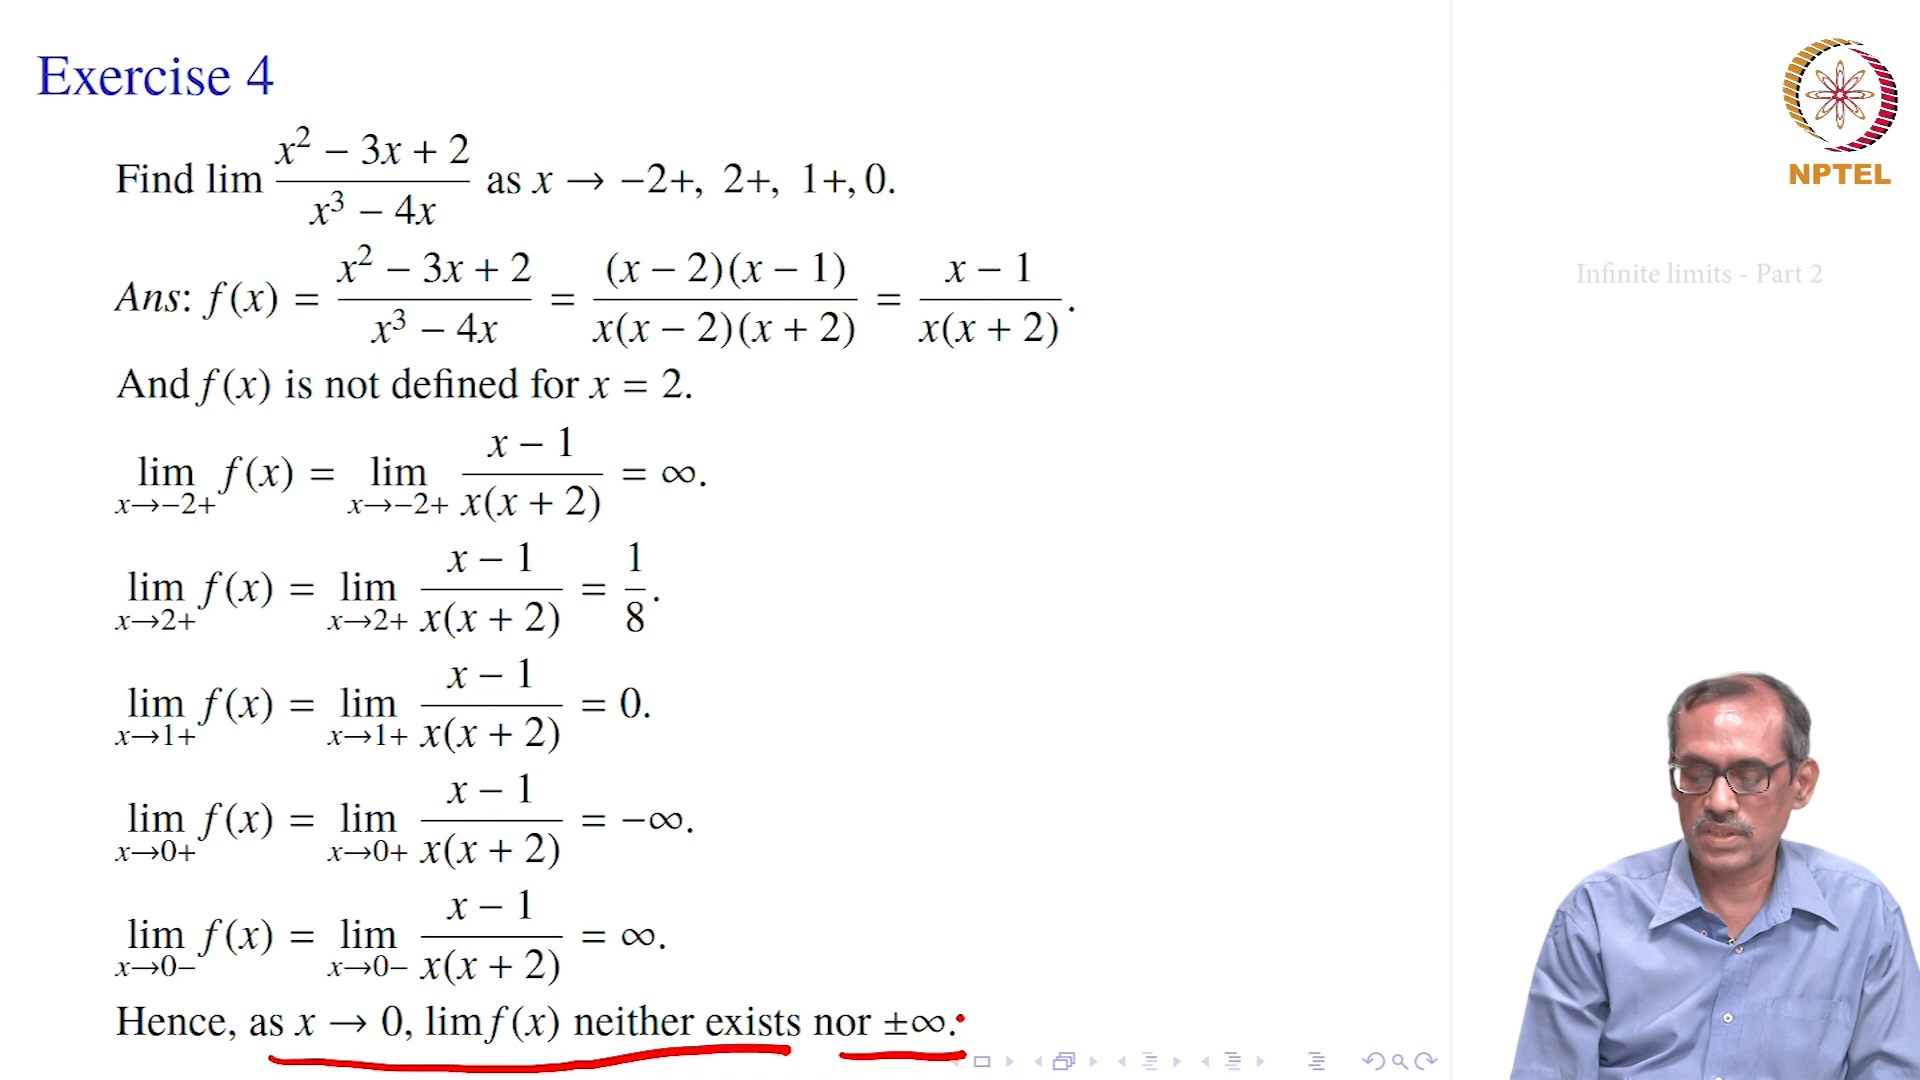 Exercise 4
Find lim (x² − 3x + 2)/(x³ − 4x) as x → −2+, 2+, 1+, 0.
Ans: f(x) = (x² − 3x + 2)/(x³ − 4x) = ((x − 2)(x − 1))/(x(x − 2)(x + 2)) = (x − 1)/(x(x + 2)).
And f(x) is not defined for x = 2.
lim_{x→−2+} f(x) = lim_{x→−2+} (x − 1)/(x(x + 2)) = ∞.
lim_{x→2+} f(x) = lim_{x→2+} (x − 1)/(x(x + 2)) = 1/8.
lim_{x→1+} f(x) = lim_{x→1+} (x − 1)/(x(x + 2)) = 0.
lim_{x→0+} f(x) = lim_{x→0+} (x − 1)/(x(x + 2)) = −∞.
lim_{x→0−} f(x) = lim_{x→0−} (x − 1)/(x(x + 2)) = ∞.
Hence, as x → 0, lim f(x) neither exists nor ±∞.
NPTEL
Infinite limits - Part 2